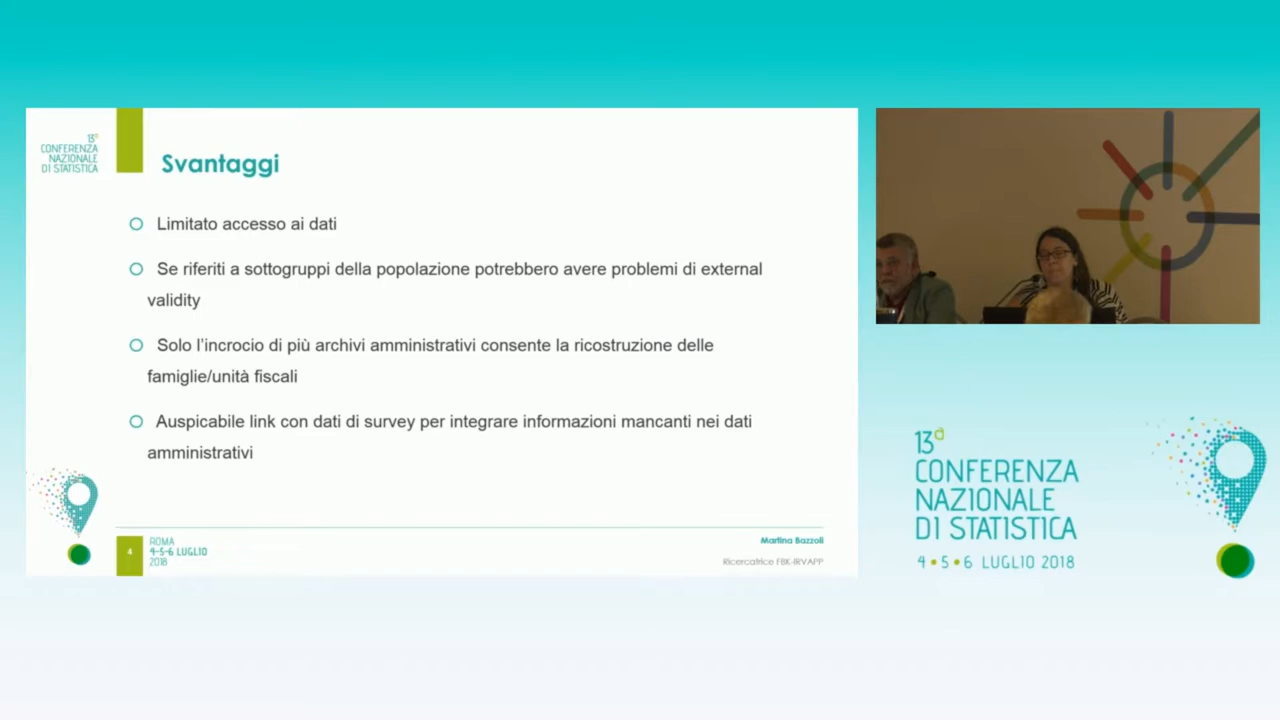 13ª
CONFERENZA
NAZIONALE
DI STATISTICA
Svantaggi
Limitato accesso ai dati
Se riferiti a sottogruppi della popolazione potrebbero avere problemi di external
validity
Solo l'incrocio di più archivi amministrativi consente la ricostruzione delle
famiglie/unità fiscali
Auspicabile link con dati di survey per integrare informazioni mancanti nei dati
amministrativi
4
ROMA
4-5-6 LUGLIO
2018
Martina Bazzoli
Ricercatrice FBK-IRVAPP
13ª
CONFERENZA
NAZIONALE
DI STATISTICA
4•5•6 LUGLIO 2018